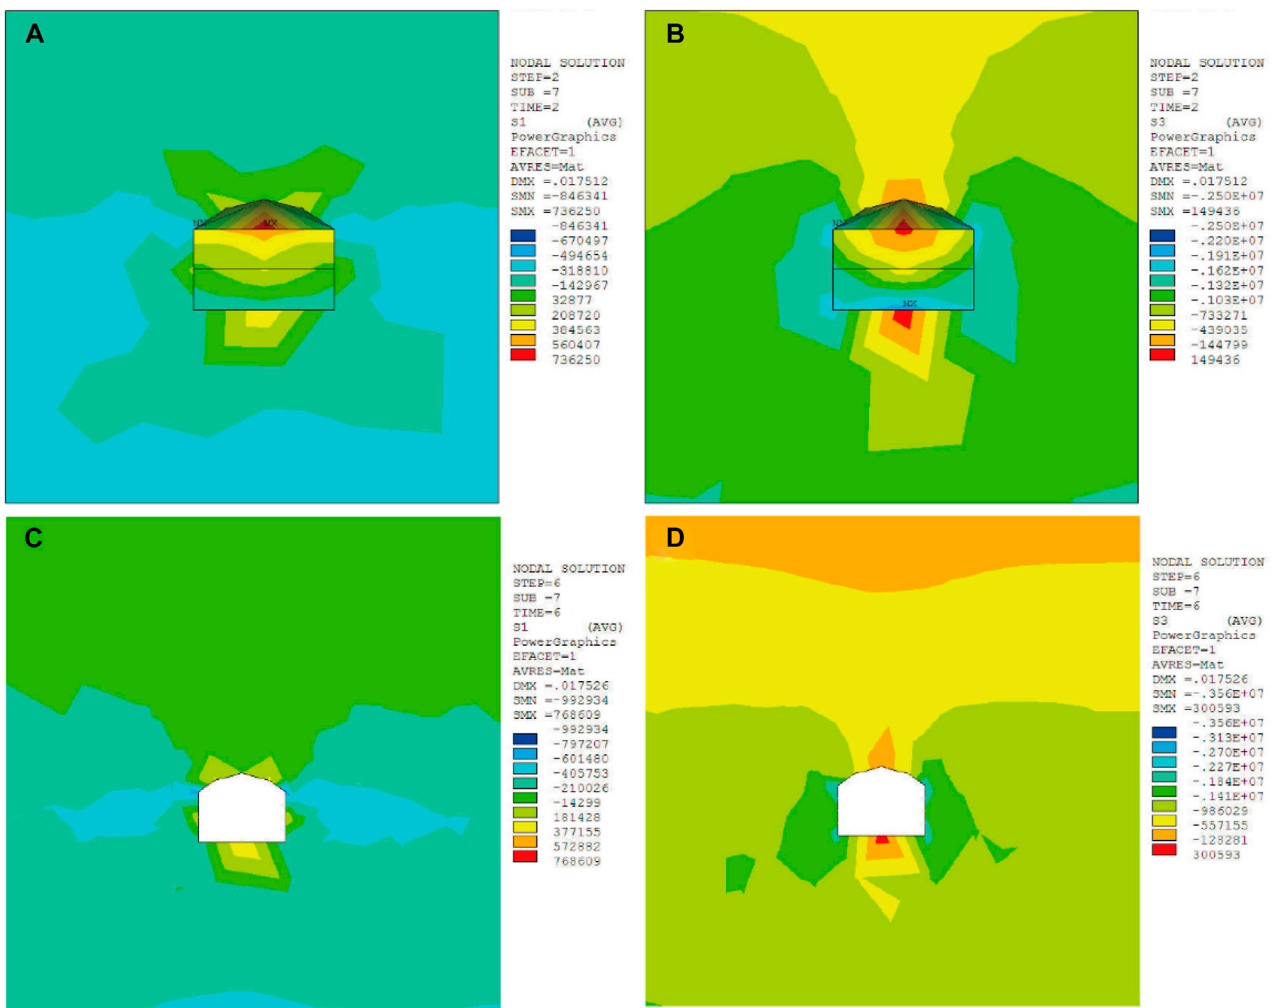 A
NODAL SOLUTION
STEP=2
SUB =7
TIME=2
S1 (AVG)
PowerGraphics
EFACET=1
AVRES=Mat
DMX =.017512
SMN =-846341
SMX =736250
-846341
-670497
-494654
-318810
-142967
32877
208720
384563
560407
736250
B
NODAL SOLUTION
STEP=2
SUB =7
TIME=2
S3 (AVG)
PowerGraphics
EFACET=1
AVRES=Mat
DMX =.017512
SMN =-.250E+07
SMX =149436
-.250E+07
-.220E+07
-.191E+07
-.162E+07
-.132E+07
-.103E+07
-733271
-439035
-144799
149436
C
NODAL SOLUTION
STEP=6
SUB =7
TIME=6
S1 (AVG)
PowerGraphics
EFACET=1
AVRES=Mat
DMX =.017526
SMN =-992934
SMX =768609
-992934
-797207
-601480
-405753
-210026
-14299
181428
377155
572882
768609
D
NODAL SOLUTION
STEP=6
SUB =7
TIME=6
S3 (AVG)
PowerGraphics
EFACET=1
AVRES=Mat
DMX =.017526
SMN =-.356E+07
SMX =300593
-.356E+07
-.313E+07
-.270E+07
-.227E+07
-.184E+07
-.141E+07
-986029
-557155
-128281
300593